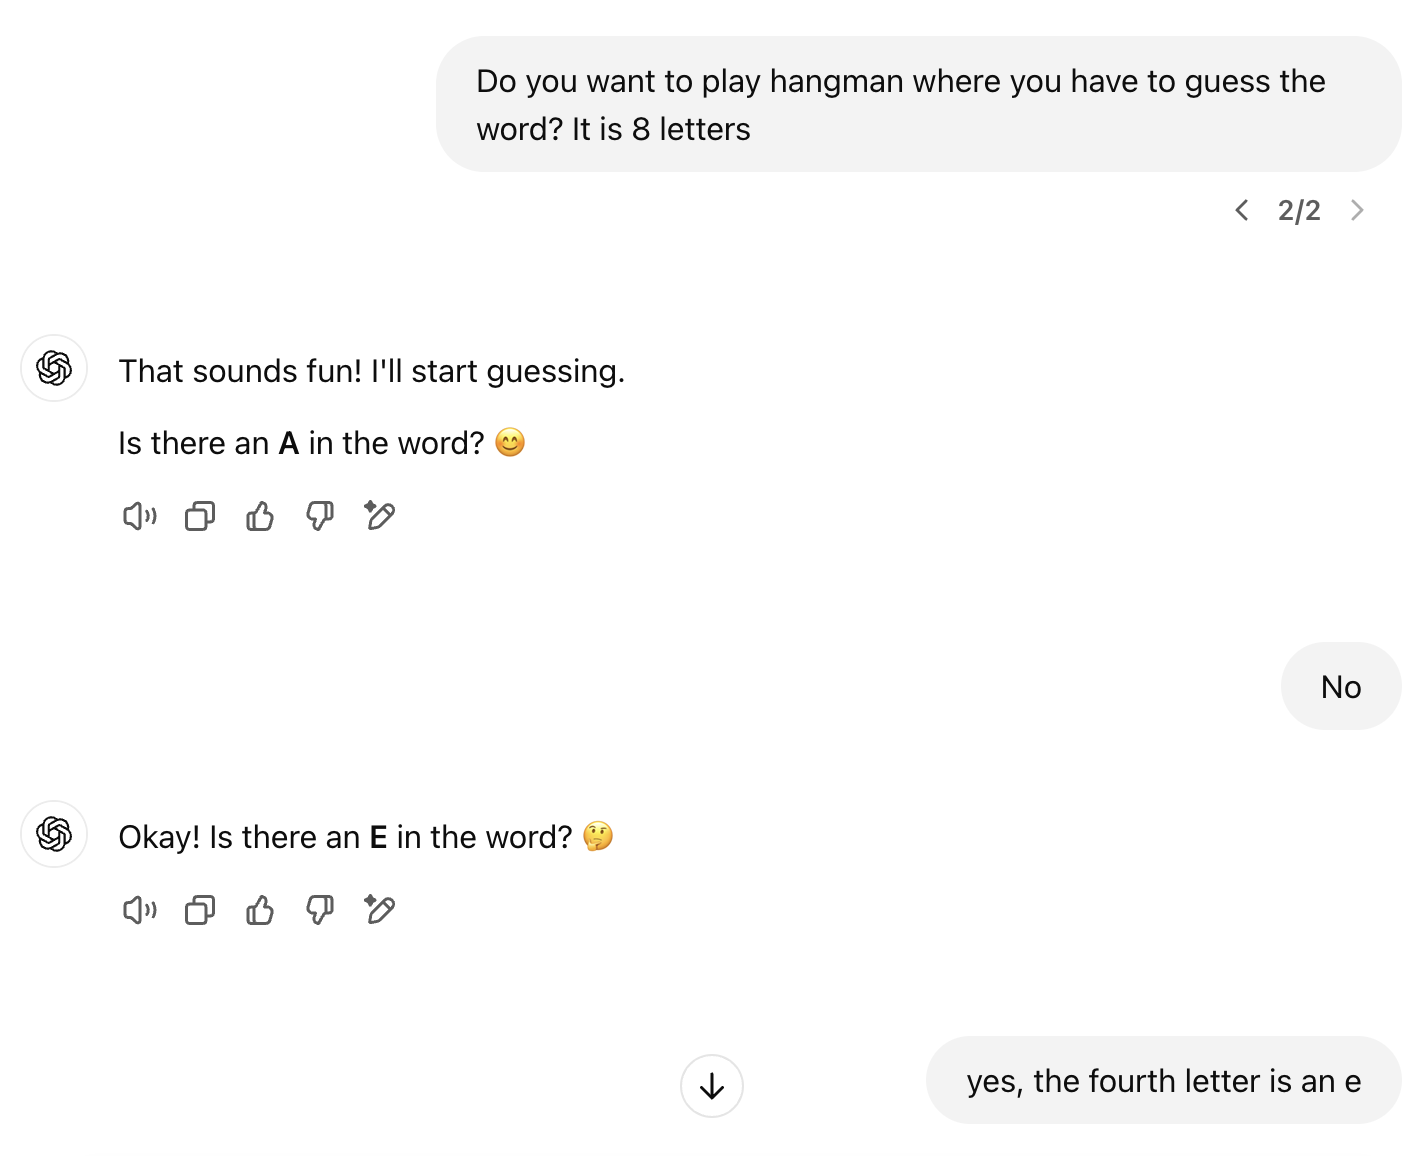 Do you want to play hangman where you have to guess the
word? It is 8 letters
2/2
That sounds fun! I'll start guessing.
Is there an A in the word? 😊
No
Okay! Is there an E in the word? 🤔
yes, the fourth letter is an e